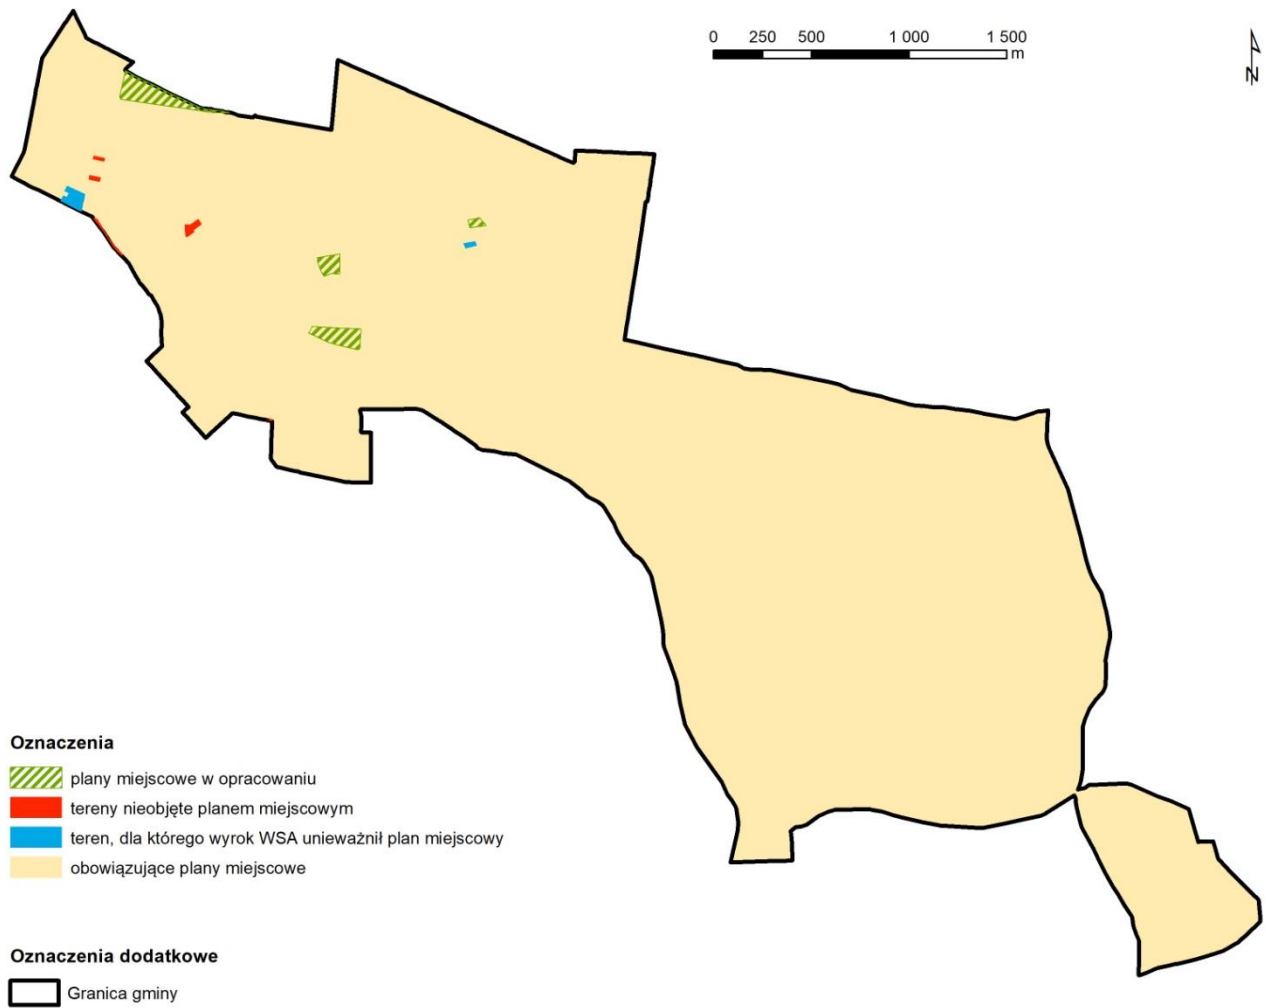 0 250 500 1 000 1 500
m
N
Oznaczenia
plany miejscowe w opracowaniu
tereny nieobjęte planem miejscowym
teren, dla którego wyrok WSA unieważnił plan miejscowy
obowiązujące plany miejscowe
Oznaczenia dodatkowe
Granica gminy